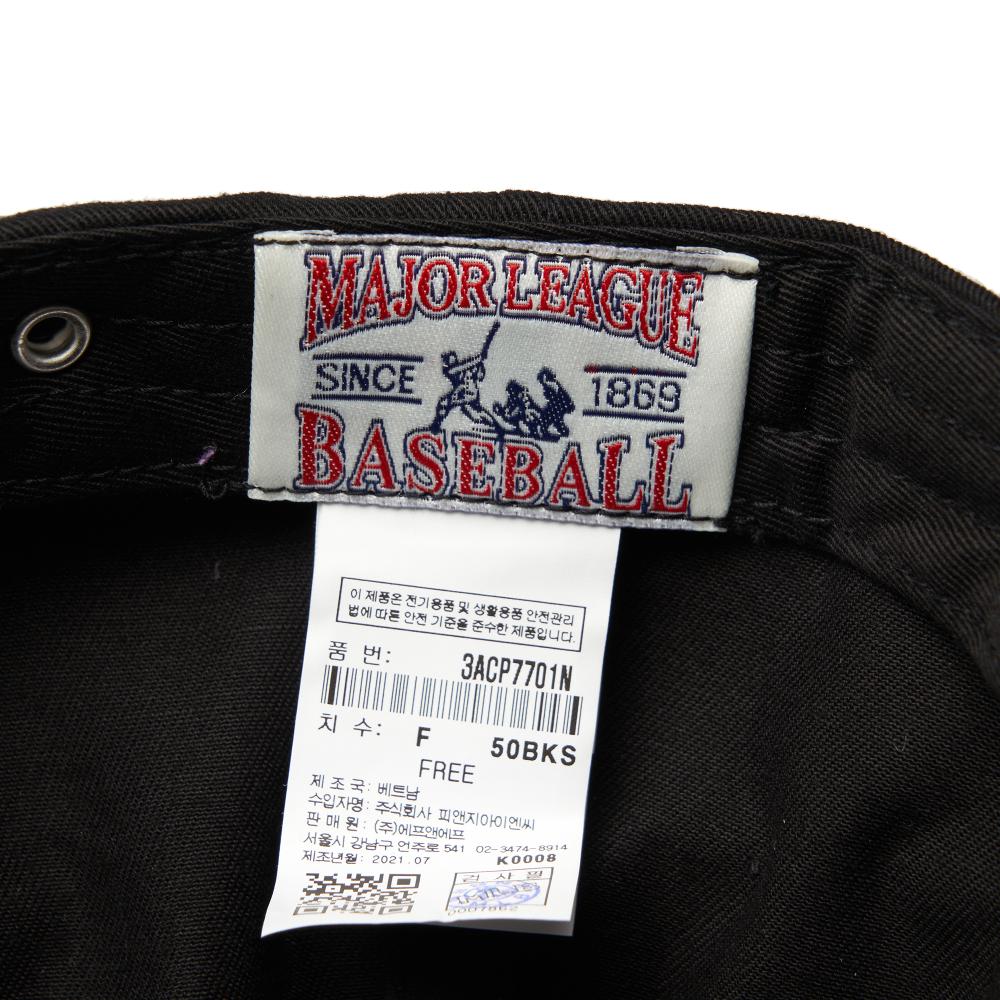 MAJOR LEAGUE
SINCE 1869
BASEBALL
이 제품은 전기용품 및 생활용품 안전관리
법에 따른 안전 기준을 준수한 제품입니다.
품 번: 3ACP7701N
치 수: F 50BKS
FREE
제 조 국: 베트남
수입자명: 주식회사 피앤지아이엔씨
판 매 원: (주)에프앤에프
서울시 강남구 언주로 541 02-3474-8914
제조년월: 2021.07 K0008
검 사 필
0007862